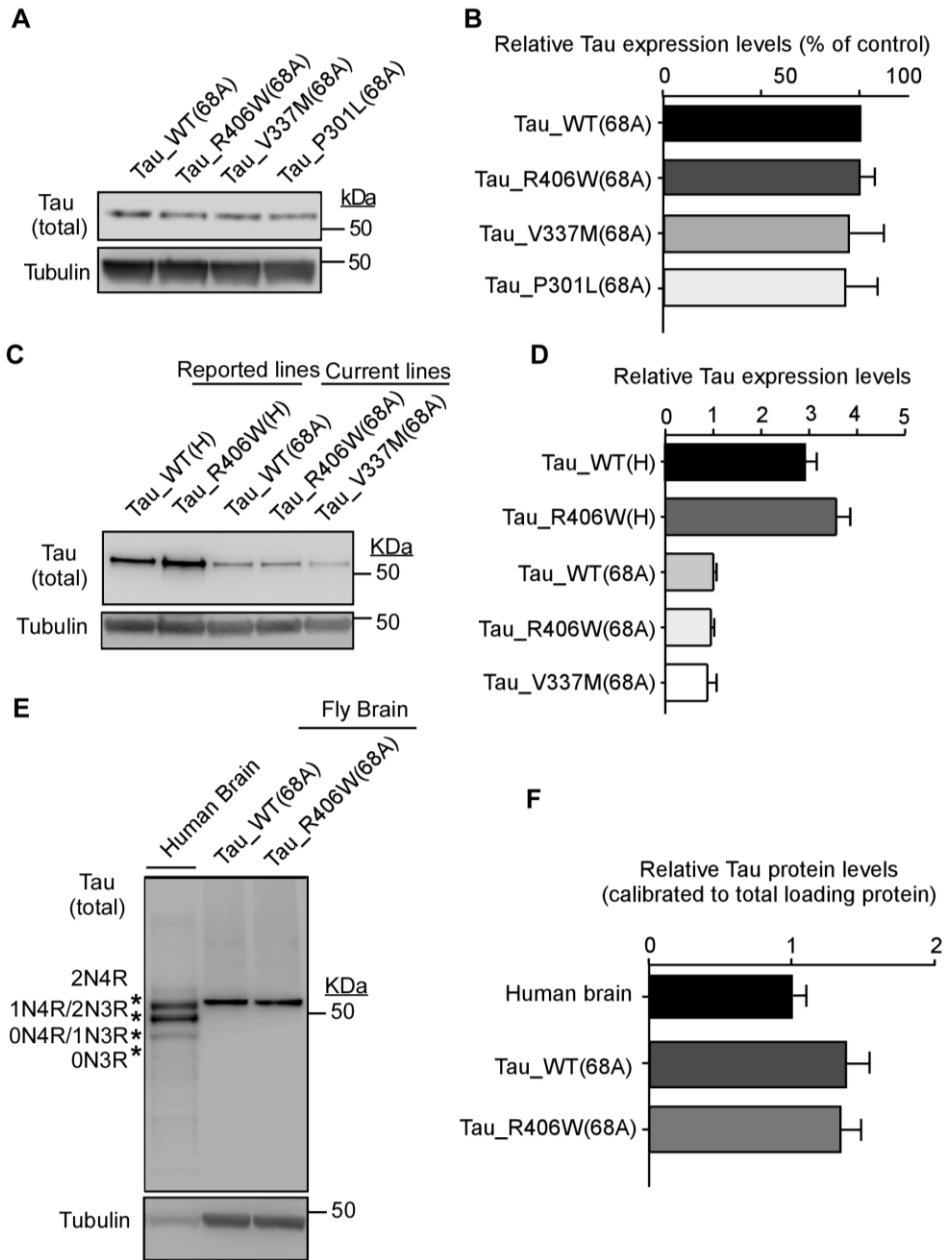 A
Tau_WT(68A)
Tau_R406W(68A)
Tau_V337M(68A)
Tau_P301L(68A)
Tau
(total)
kDa
50
Tubulin
50
B
Relative Tau expression levels (% of control)
0 50 100
Tau_WT(68A)
Tau_R406W(68A)
Tau_V337M(68A)
Tau_P301L(68A)
C
Reported lines
Current lines
Tau_WT(H)
Tau_R406W(H)
Tau_WT(68A)
Tau_R406W(68A)
Tau_V337M(68A)
Tau
(total)
KDa
50
Tubulin
50
D
Relative Tau expression levels
0 1 2 3 4 5
Tau_WT(H)
Tau_R406W(H)
Tau_WT(68A)
Tau_R406W(68A)
Tau_V337M(68A)
E
Fly Brain
Human Brain
Tau_WT(68A)
Tau_R406W(68A)
Tau
(total)
2N4R
1N4R/2N3R*
*
0N4R/1N3R*
0N3R*
KDa
50
Tubulin
50
F
Relative Tau protein levels
(calibrated to total loading protein)
0 1 2
Human brain
Tau_WT(68A)
Tau_R406W(68A)